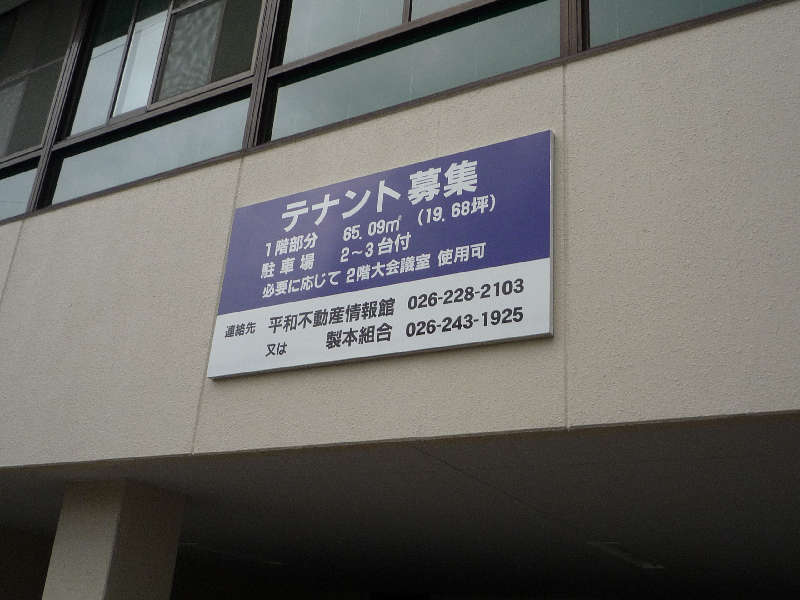 テナント募集
1階部分 65.09㎡ (19.68坪)
駐車場 2～3台付
必要に応じて 2階大会議室 使用可
連絡先 平和不動産情報館 026-228-2103
又は 製本組合 026-243-1925